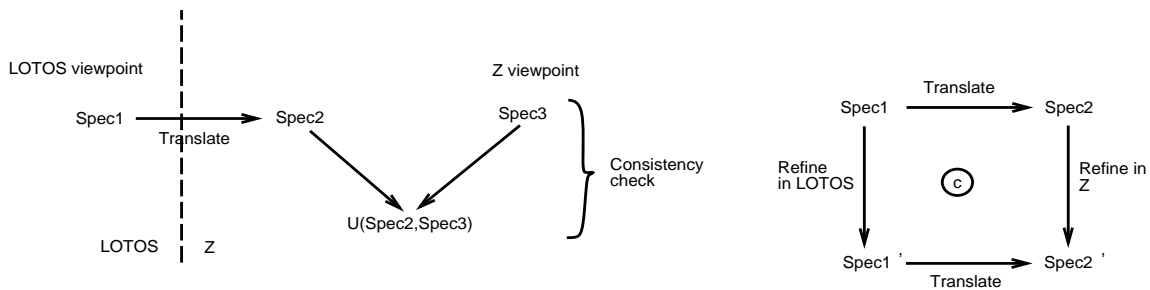 LOTOS viewpoint
Z viewpoint
Spec1
Translate
Spec2
Spec3
Consistency
check
U(Spec2,Spec3)
LOTOS
Z
Spec1
Translate
Spec2
Refine
in LOTOS
c
Refine in
Z
Spec1 '
Translate
Spec2 '